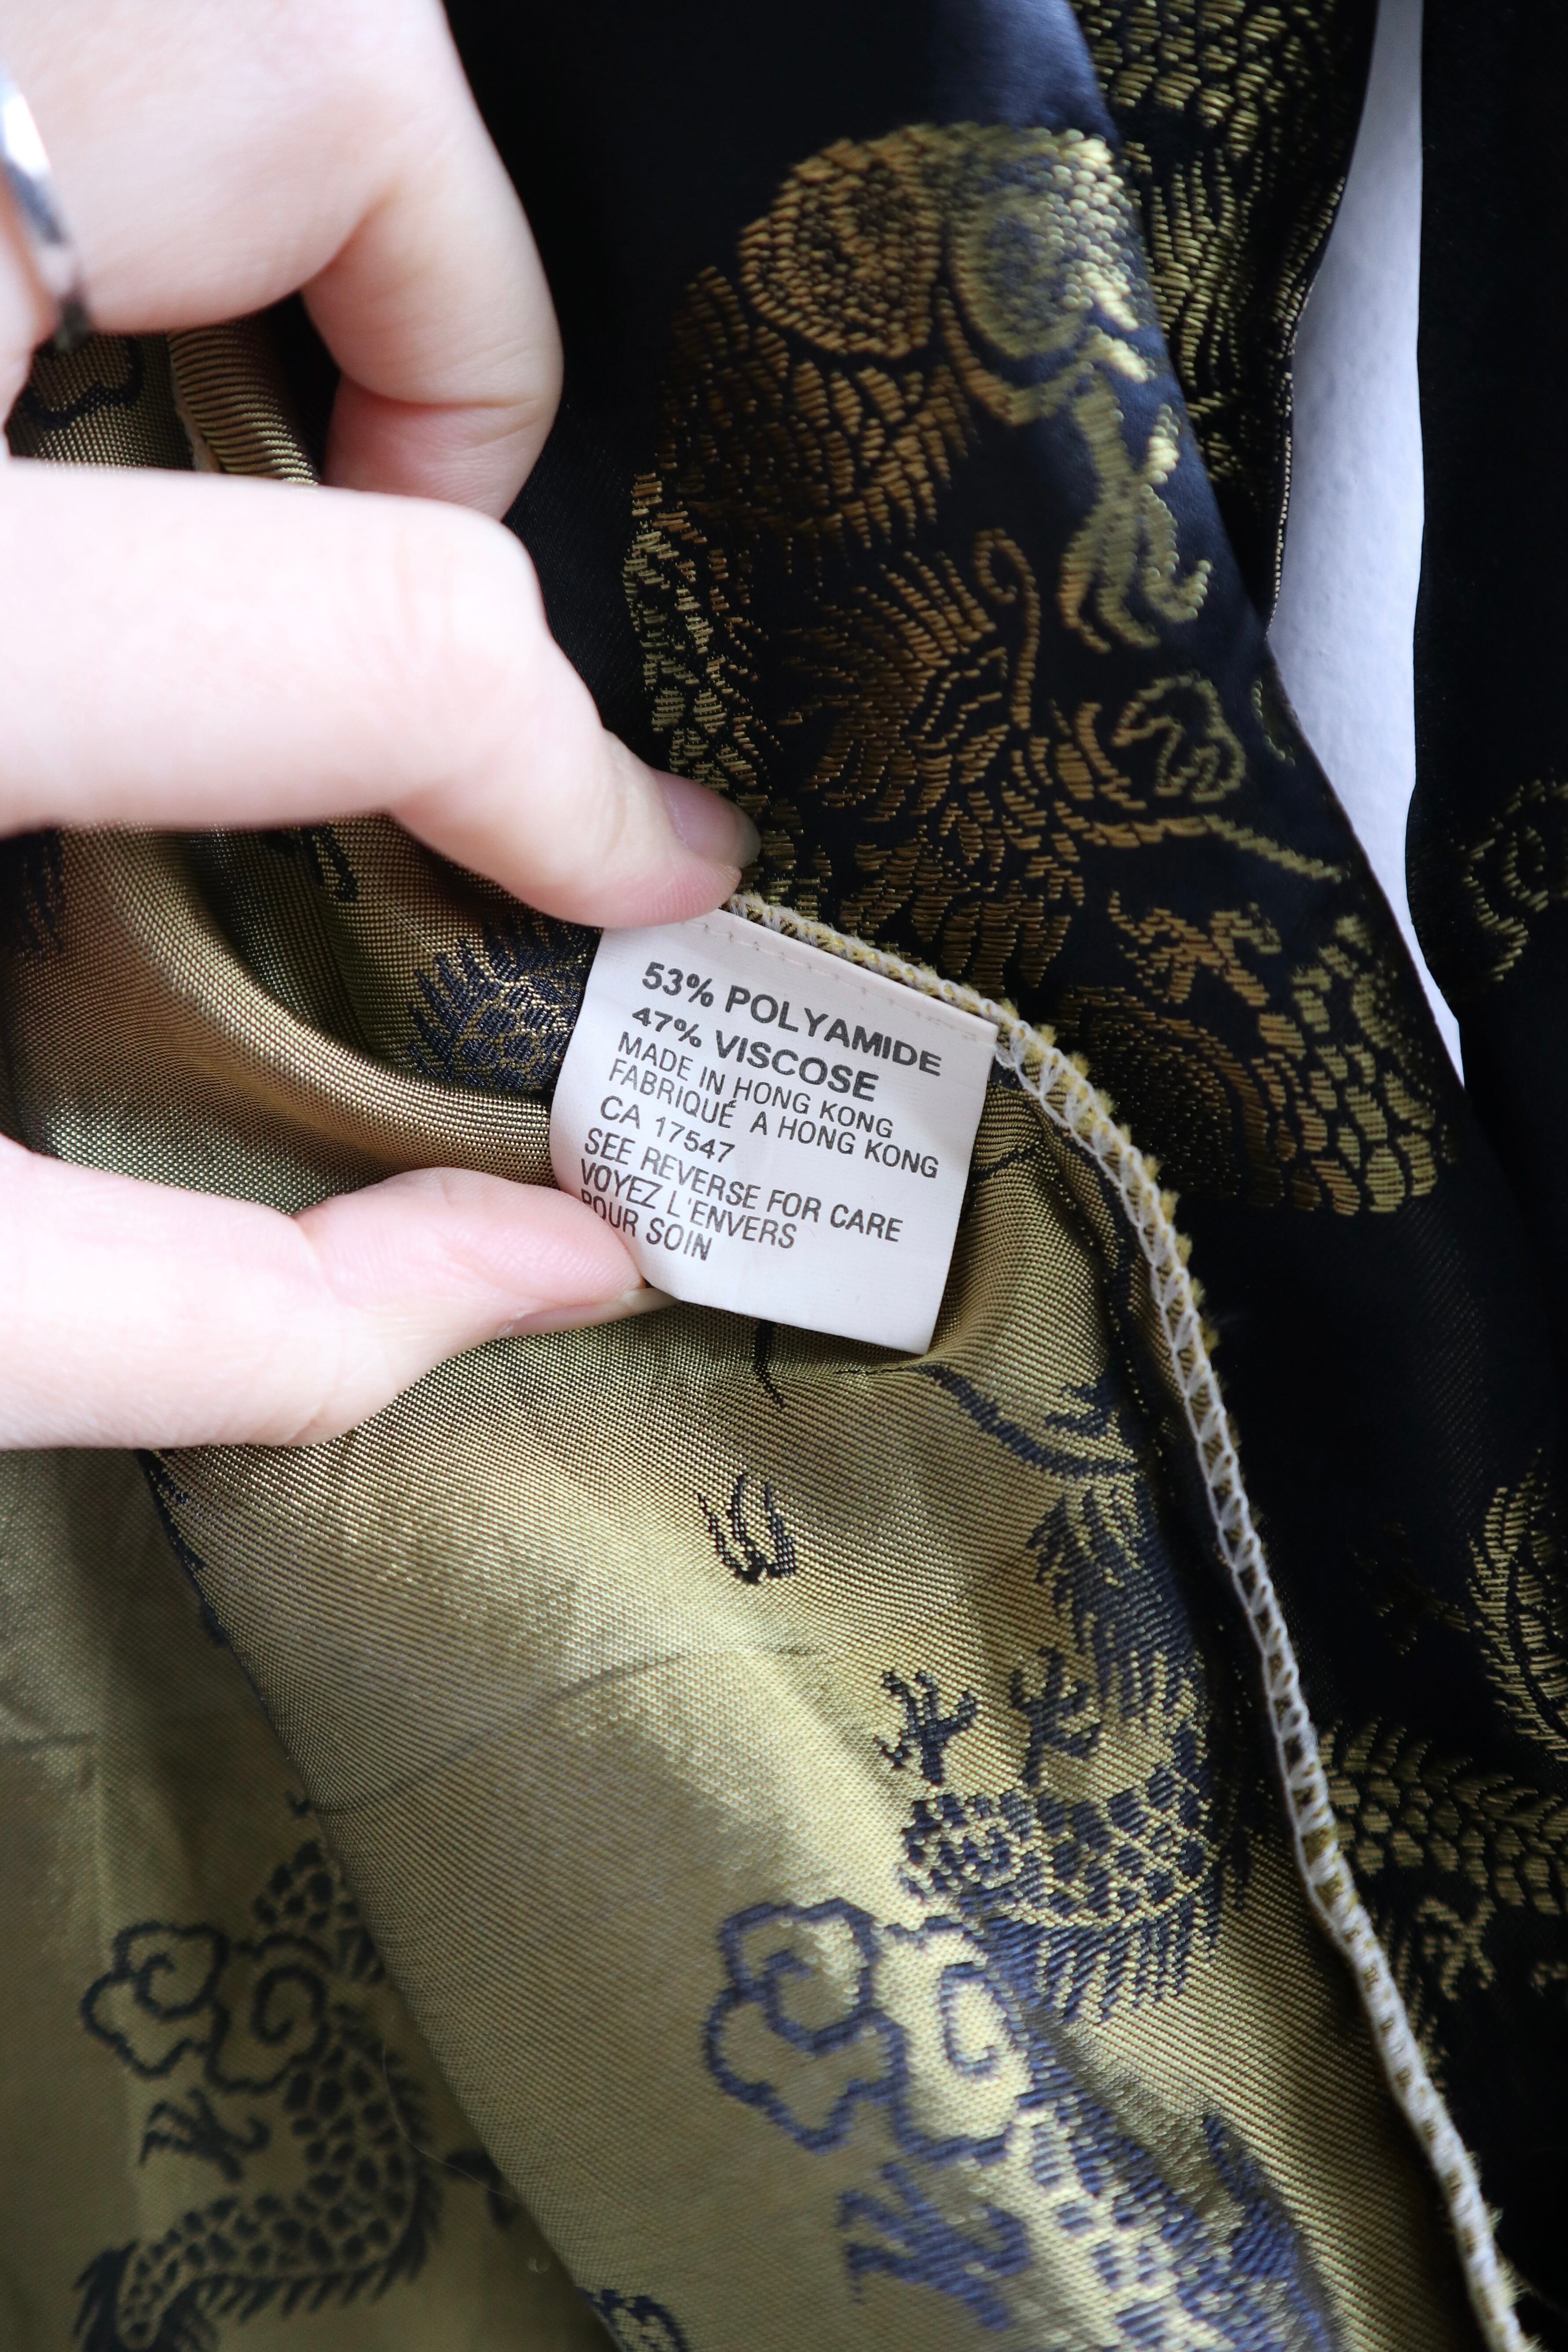 53% POLYAMIDE
47% VISCOSE
MADE IN HONG KONG
FABRIQUÉ A HONG KONG
CA 17547
SEE REVERSE FOR CARE
VOYEZ L'ENVERS
POUR SOIN